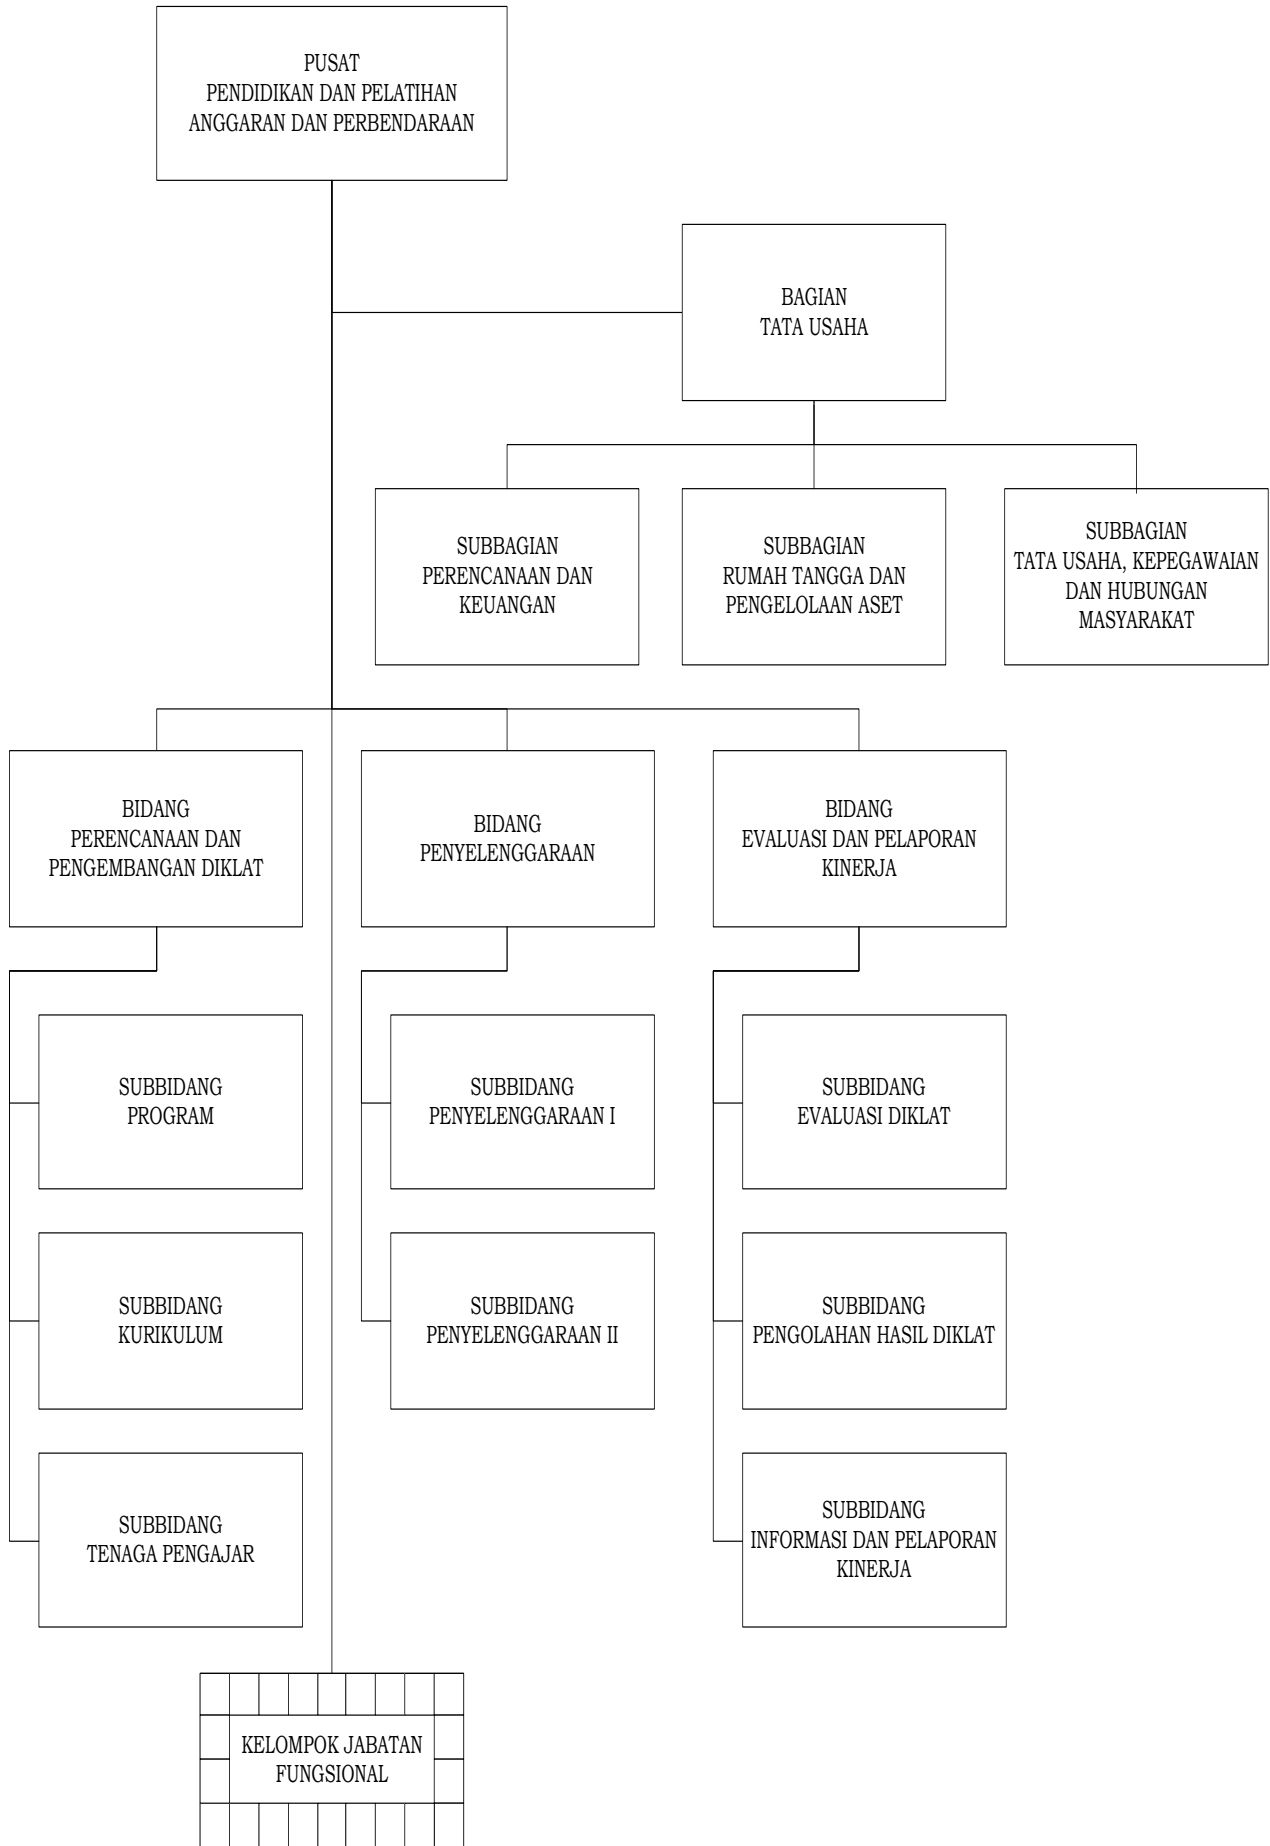 PUSAT
PENDIDIKAN DAN PELATIHAN
ANGGARAN DAN PERBENDARAAN
BAGIAN
TATA USAHA
SUBBAGIAN
PERENCANAAN DAN
KEUANGAN
SUBBAGIAN
RUMAH TANGGA DAN
PENGELOLAAN ASET
SUBBAGIAN
TATA USAHA, KEPEGAWAIAN
DAN HUBUNGAN
MASYARAKAT
BIDANG
PERENCANAAN DAN
PENGEMBANGAN DIKLAT
BIDANG
PENYELENGGARAAN
BIDANG
EVALUASI DAN PELAPORAN
KINERJA
SUBBIDANG
PROGRAM
SUBBIDANG
PENYELENGGARAAN I
SUBBIDANG
EVALUASI DIKLAT
SUBBIDANG
KURIKULUM
SUBBIDANG
PENYELENGGARAAN II
SUBBIDANG
PENGOLAHAN HASIL DIKLAT
SUBBIDANG
TENAGA PENGAJAR
SUBBIDANG
INFORMASI DAN PELAPORAN
KINERJA
KELOMPOK JABATAN
FUNGSIONAL